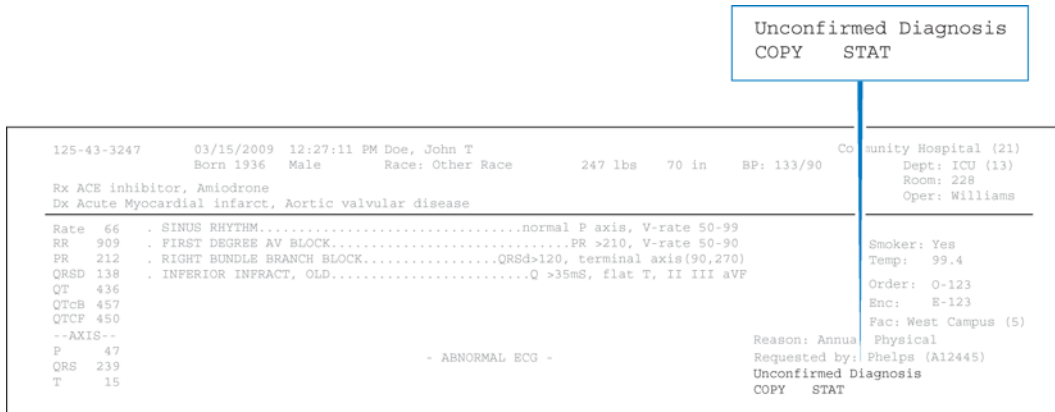 Unconfirmed Diagnosis
COPY STAT
125-43-3247 03/15/2009 12:27:11 PM Doe, John T Community Hospital (21)
Born 1936 Male Race: Other Race 247 lbs 70 in BP: 133/90 Dept: ICU (13)
Room: 228
Rx ACE inhibitor, Amiodrone Oper: Williams
Dx Acute Myocardial infarct, Aortic valvular disease
Rate 66 . SINUS RHYTHM.................................normal P axis, V-rate 50-99
RR 909 . FIRST DEGREE AV BLOCK..............................PR >210, V-rate 50-90 Smoker: Yes
PR 212 . RIGHT BUNDLE BRANCH BLOCK.................QRSd>120, terminal axis(90,270) Temp: 99.4
QRSD 138 . INFERIOR INFRACT, OLD.........................Q >35mS, flat T, II III aVF
QT 436 Order: O-123
QTcB 457 Enc: E-123
QTCF 450 Fac: West Campus (5)
--AXIS-- Reason: Annual Physical
P 47 - ABNORMAL ECG - Requested by: Phelps (A12445)
QRS 239 Unconfirmed Diagnosis
T 15 COPY STAT